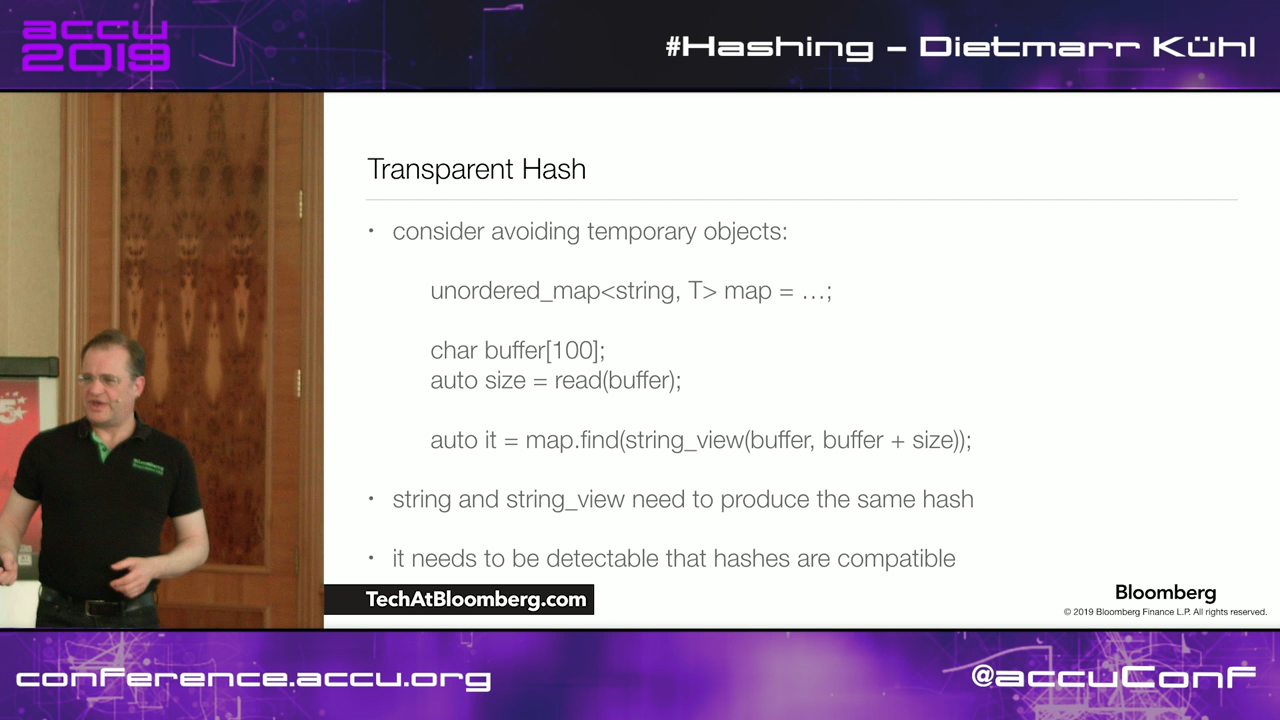 accu
2019
#Hashing – Dietmarr Kühl
Transparent Hash
• consider avoiding temporary objects:
unordered_map<string, T> map = …;
char buffer[100];
auto size = read(buffer);
auto it = map.find(string_view(buffer, buffer + size));
• string and string_view need to produce the same hash
• it needs to be detectable that hashes are compatible
TechAtBloomberg.com
Bloomberg
© 2019 Bloomberg Finance L.P. All rights reserved.
conference.accu.org
@accuConf